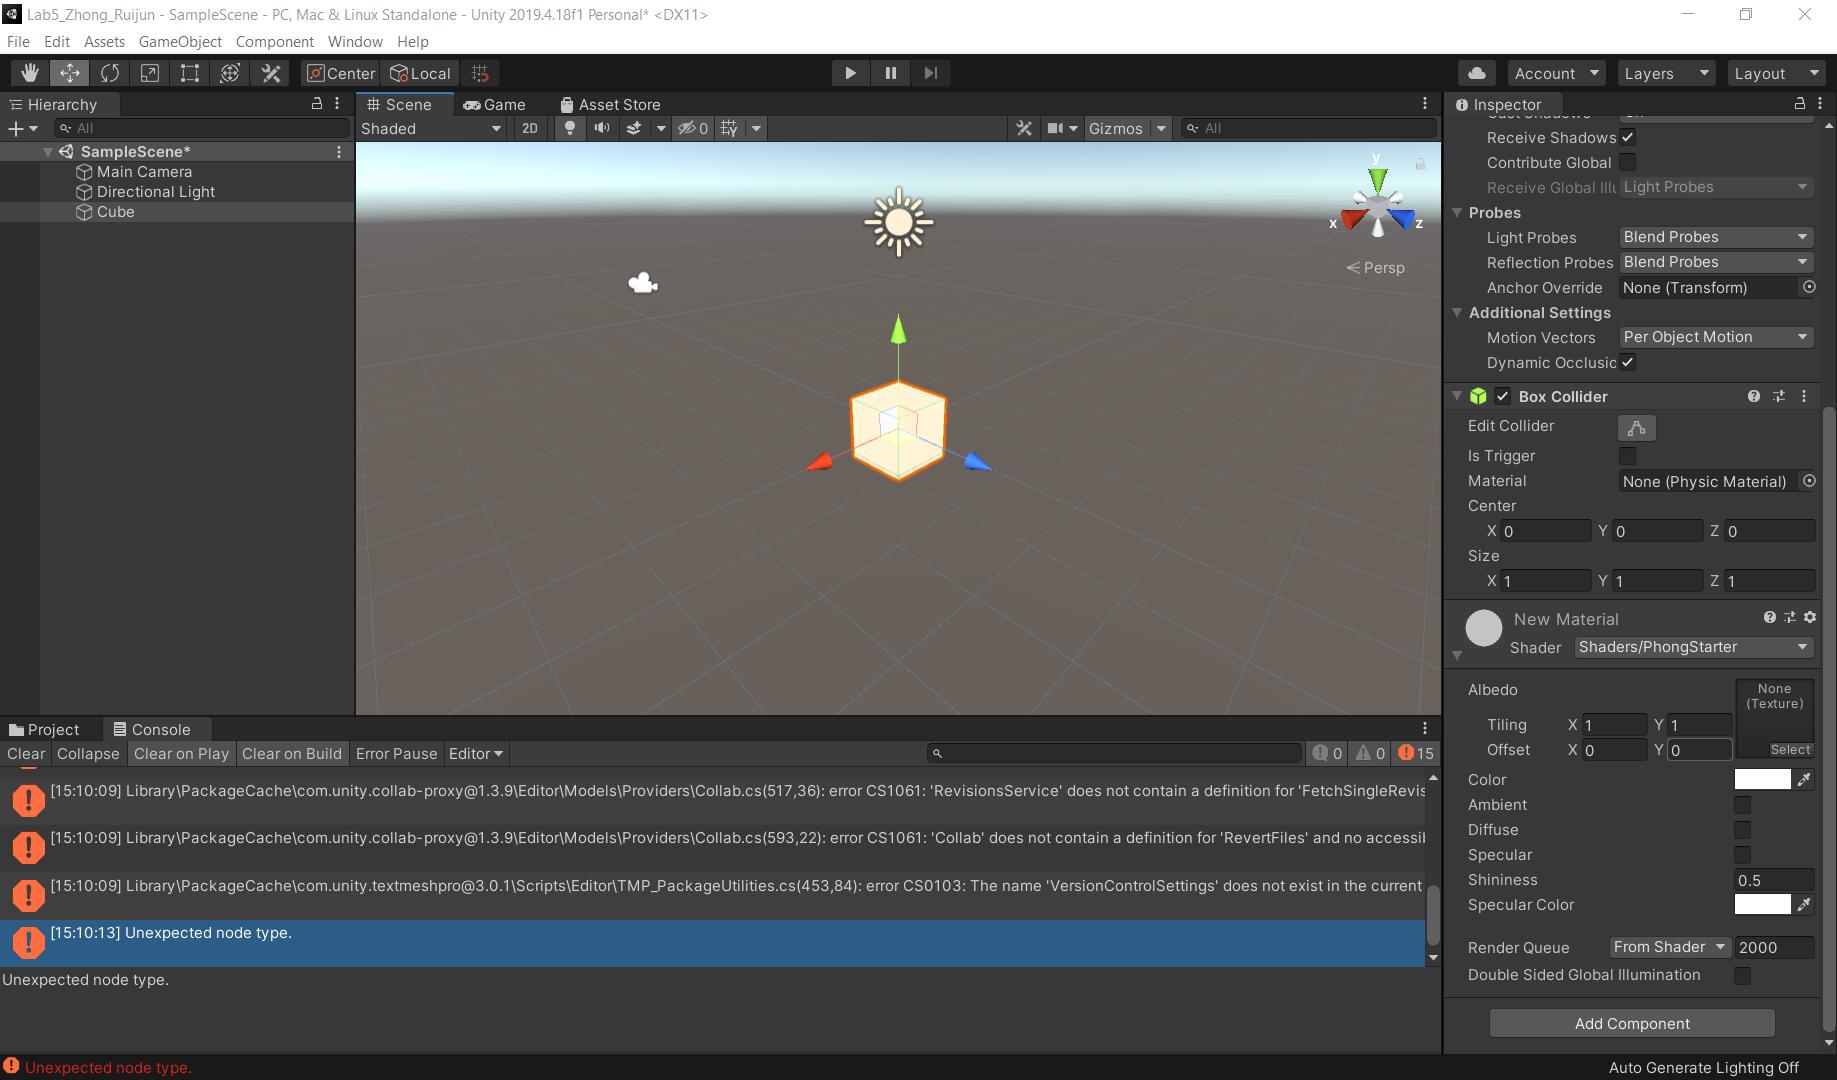 Lab5_Zhong_Ruijun - SampleScene - PC, Mac & Linux Standalone - Unity 2019.4.18f1 Personal* <DX11>
File Edit Assets GameObject Component Window Help
Center Local Account Layers Layout
Hierarchy
All
SampleScene*
Main Camera
Directional Light
Cube
Scene Game Asset Store
Shaded 2D 0 Gizmos All
y
x z
Persp
Inspector
Receive Shadows
Contribute Global
Receive Global Illu Light Probes
Probes
Light Probes Blend Probes
Reflection Probes Blend Probes
Anchor Override None (Transform)
Additional Settings
Motion Vectors Per Object Motion
Dynamic Occlusic
Box Collider
Edit Collider
Is Trigger
Material None (Physic Material)
Center
X 0 Y 0 Z 0
Size
X 1 Y 1 Z 1
New Material
Shader Shaders/PhongStarter
Albedo None
(Texture)
Tiling X 1 Y 1
Offset X 0 Y 0 Select
Color
Ambient
Diffuse
Specular
Shininess 0.5
Specular Color
Render Queue From Shader 2000
Double Sided Global Illumination
Add Component
Project Console
Clear Collapse Clear on Play Clear on Build Error Pause Editor 0 0 15
[15:10:09] Library\PackageCache\com.unity.collab-proxy@1.3.9\Editor\Models\Providers\Collab.cs(517,36): error CS1061: 'RevisionsService' does not contain a definition for 'FetchSingleRevis
[15:10:09] Library\PackageCache\com.unity.collab-proxy@1.3.9\Editor\Models\Providers\Collab.cs(593,22): error CS1061: 'Collab' does not contain a definition for 'RevertFiles' and no accessi
[15:10:09] Library\PackageCache\com.unity.textmeshpro@3.0.1\Scripts\Editor\TMP_PackageUtilities.cs(453,84): error CS0103: The name 'VersionControlSettings' does not exist in the current
[15:10:13] Unexpected node type.
Unexpected node type.
Unexpected node type.
Auto Generate Lighting Off